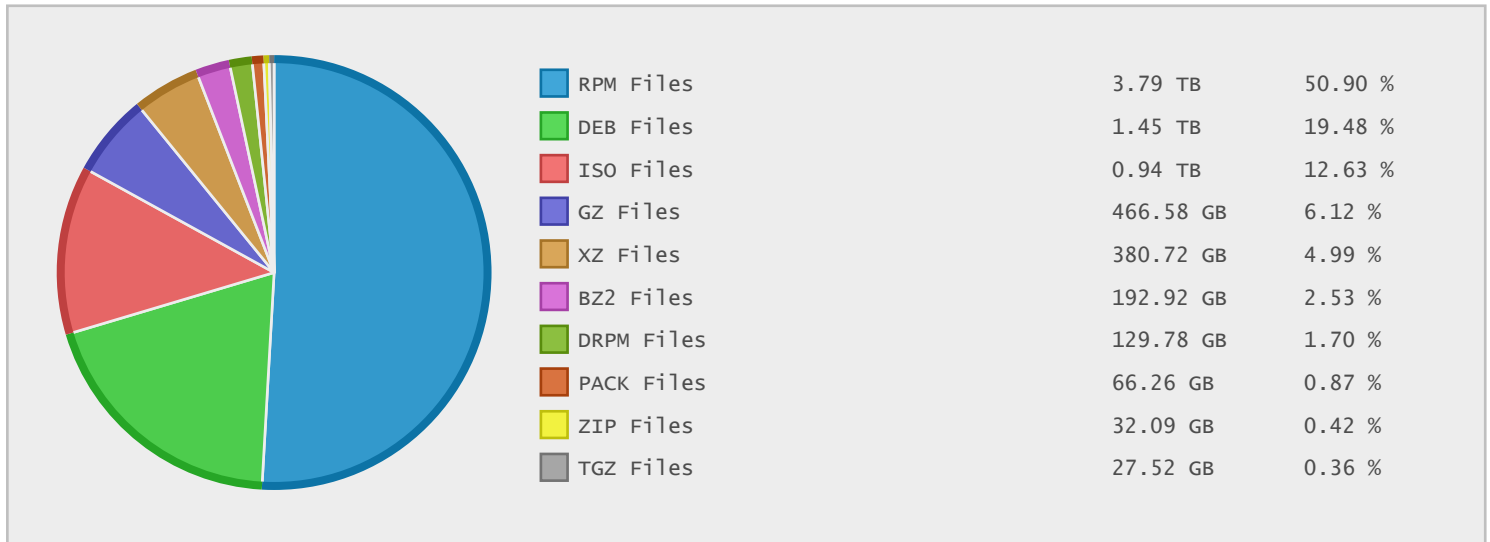 RPM Files 3.79 TB 50.90 %
DEB Files 1.45 TB 19.48 %
ISO Files 0.94 TB 12.63 %
GZ Files 466.58 GB 6.12 %
XZ Files 380.72 GB 4.99 %
BZ2 Files 192.92 GB 2.53 %
DRPM Files 129.78 GB 1.70 %
PACK Files 66.26 GB 0.87 %
ZIP Files 32.09 GB 0.42 %
TGZ Files 27.52 GB 0.36 %